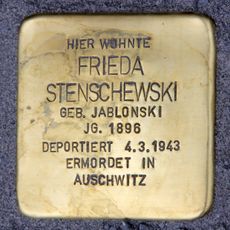 HIER WOHNTE
FRIEDA
STENSCHEWSKI
GEB. JABLONSKI
JG. 1896
DEPORTIERT 4.3.1943
ERMORDET IN
AUSCHWITZ